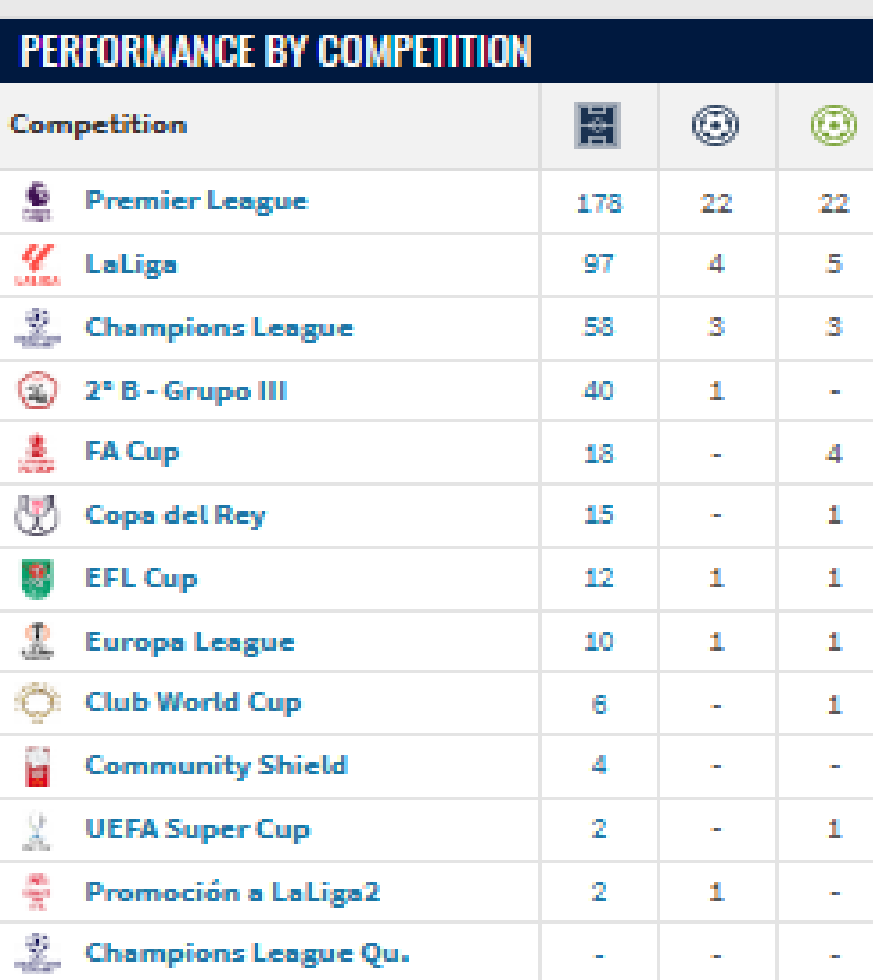 PERFORMANCE BY COMPETITION
Competition
Premier League 178 22 22
LaLiga 97 4 5
Champions League 58 3 3
2ª B - Grupo III 40 1 -
FA Cup 18 - 4
Copa del Rey 15 - 1
EFL Cup 12 1 1
Europa League 10 1 1
Club World Cup 6 - 1
Community Shield 4 - -
UEFA Super Cup 2 - 1
Promoción a LaLiga2 2 1 -
Champions League Qu. - - -